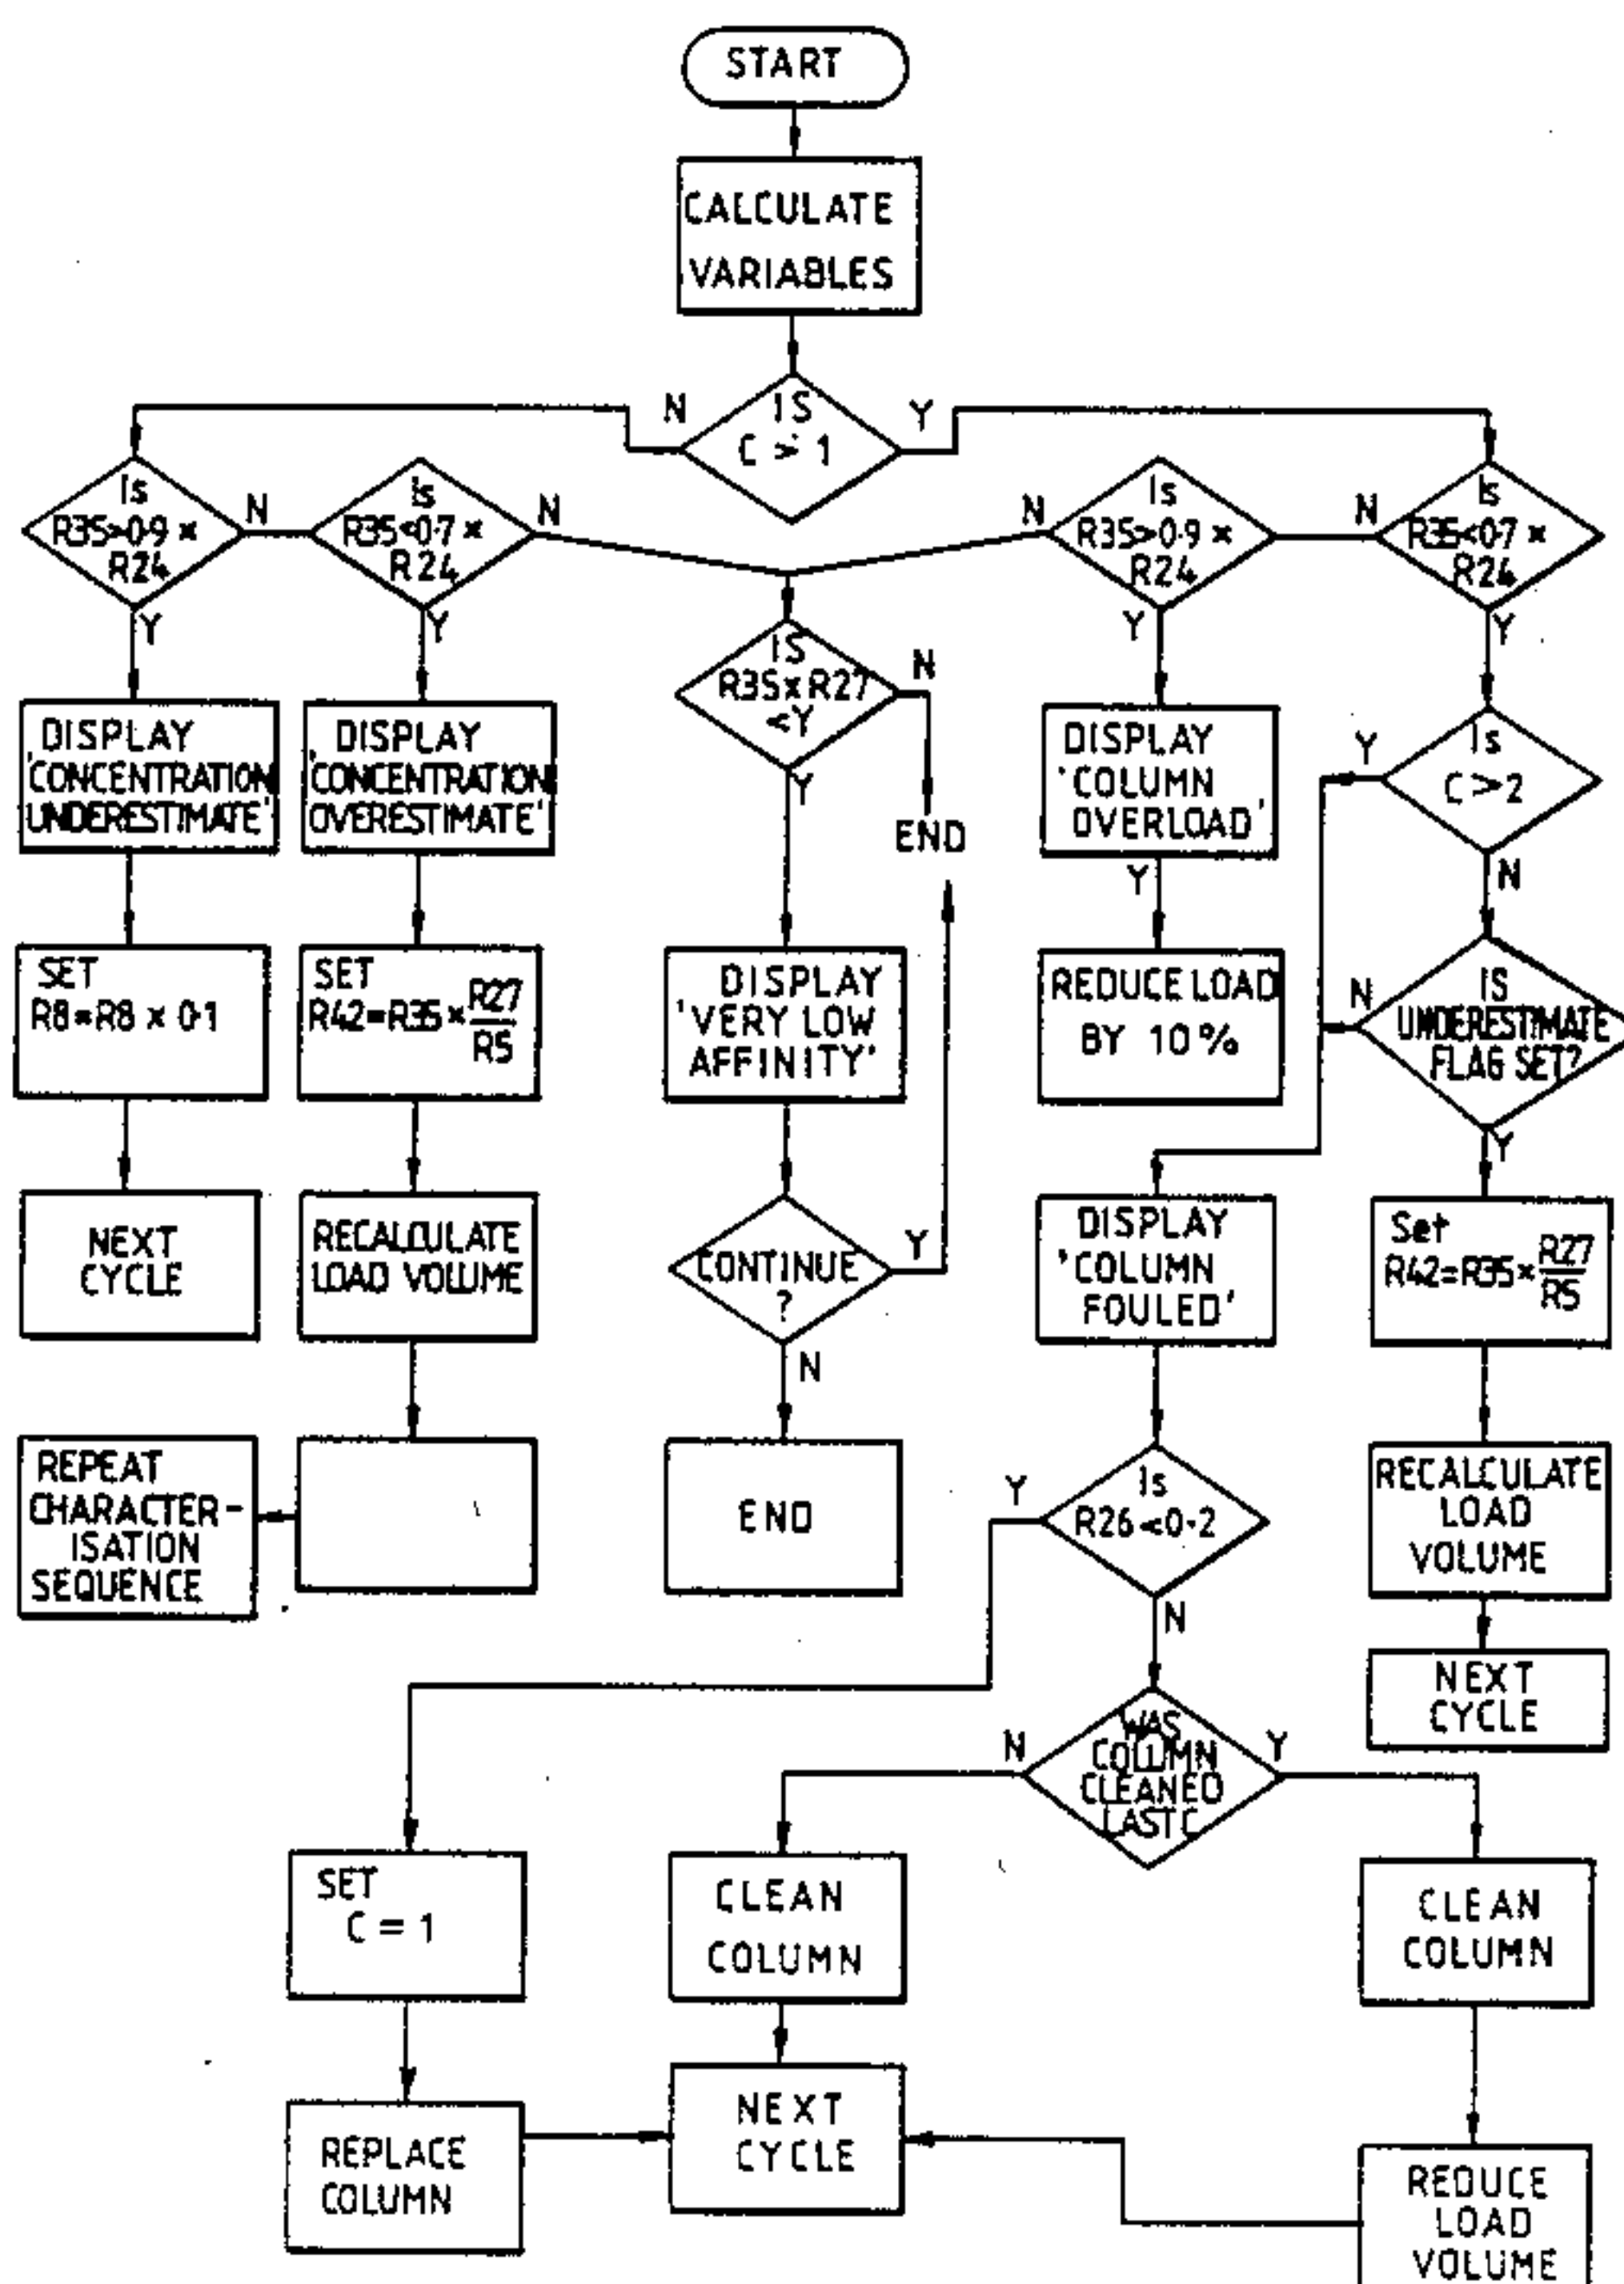 START
CALCULATE
VARIABLES
N
IS
C > 1
Y
Is
R35>0·9 ×
R24
N
Y
Is
R35<0·7 ×
R24
N
Y
N
Is
R35>0·9 ×
R24
Y
N
Is
R35<0·7 ×
R24
Y
IS
R35×R27
<Y
N
Y
END
DISPLAY
'CONCENTRATION
UNDERESTIMATE'
DISPLAY
'CONCENTRATION
OVERESTIMATE'
DISPLAY
'COLUMN
OVERLOAD'
Y
Y
Is
C>2
N
SET
R8=R8 × 0·1
SET
R42=R35×R27
R5
DISPLAY
'VERY LOW
AFFINITY'
REDUCE LOAD
BY 10%
N
IS
UNDERESTIMATE
FLAG SET?
Y
NEXT
CYCLE
RECALCULATE
LOAD VOLUME
CONTINUE
?
Y
N
DISPLAY
'COLUMN
FOULED'
Set
R42=R35×R27
R5
REPEAT
CHARACTER-
ISATION
SEQUENCE
END
Y
Is
R26<0·2
N
RECALCULATE
LOAD
VOLUME
NEXT
CYCLE
N
WAS
COLUMN
CLEANED
LAST C
Y
SET
C = 1
CLEAN
COLUMN
CLEAN
COLUMN
REPLACE
COLUMN
NEXT
CYCLE
REDUCE
LOAD
VOLUME